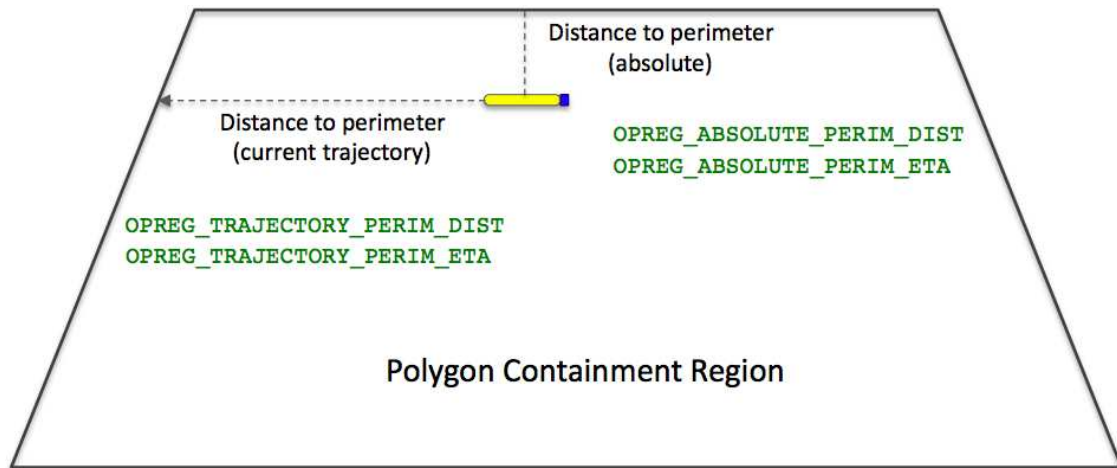 Distance to perimeter
(absolute)
Distance to perimeter
(current trajectory)
OPREG_ABSOLUTE_PERIM_DIST
OPREG_ABSOLUTE_PERIM_ETA
OPREG_TRAJECTORY_PERIM_DIST
OPREG_TRAJECTORY_PERIM_ETA
Polygon Containment Region